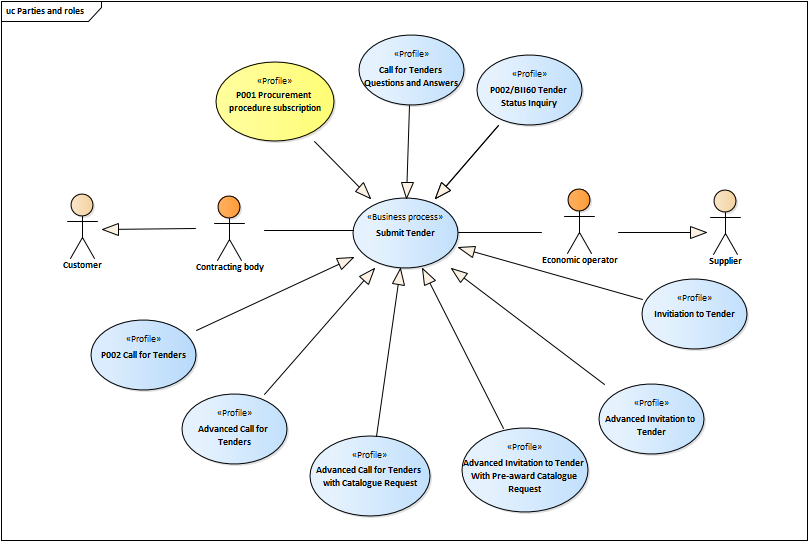 uc Parties and roles
«Profile»
P001 Procurement
procedure subscription
«Profile»
Call for Tenders
Questions and Answers
«Profile»
P002/BII60 Tender
Status Inquiry
Customer
Contracting body
«Business process»
Submit Tender
Economic operator
Supplier
«Profile»
Invitiation to Tender
«Profile»
P002 Call for Tenders
«Profile»
Advanced Call for
Tenders
«Profile»
Advanced Call for Tenders
with Catalogue Request
«Profile»
Advanced Invitation to Tender
With Pre-award Catalogue
Request
«Profile»
Advanced Invitation to
Tender